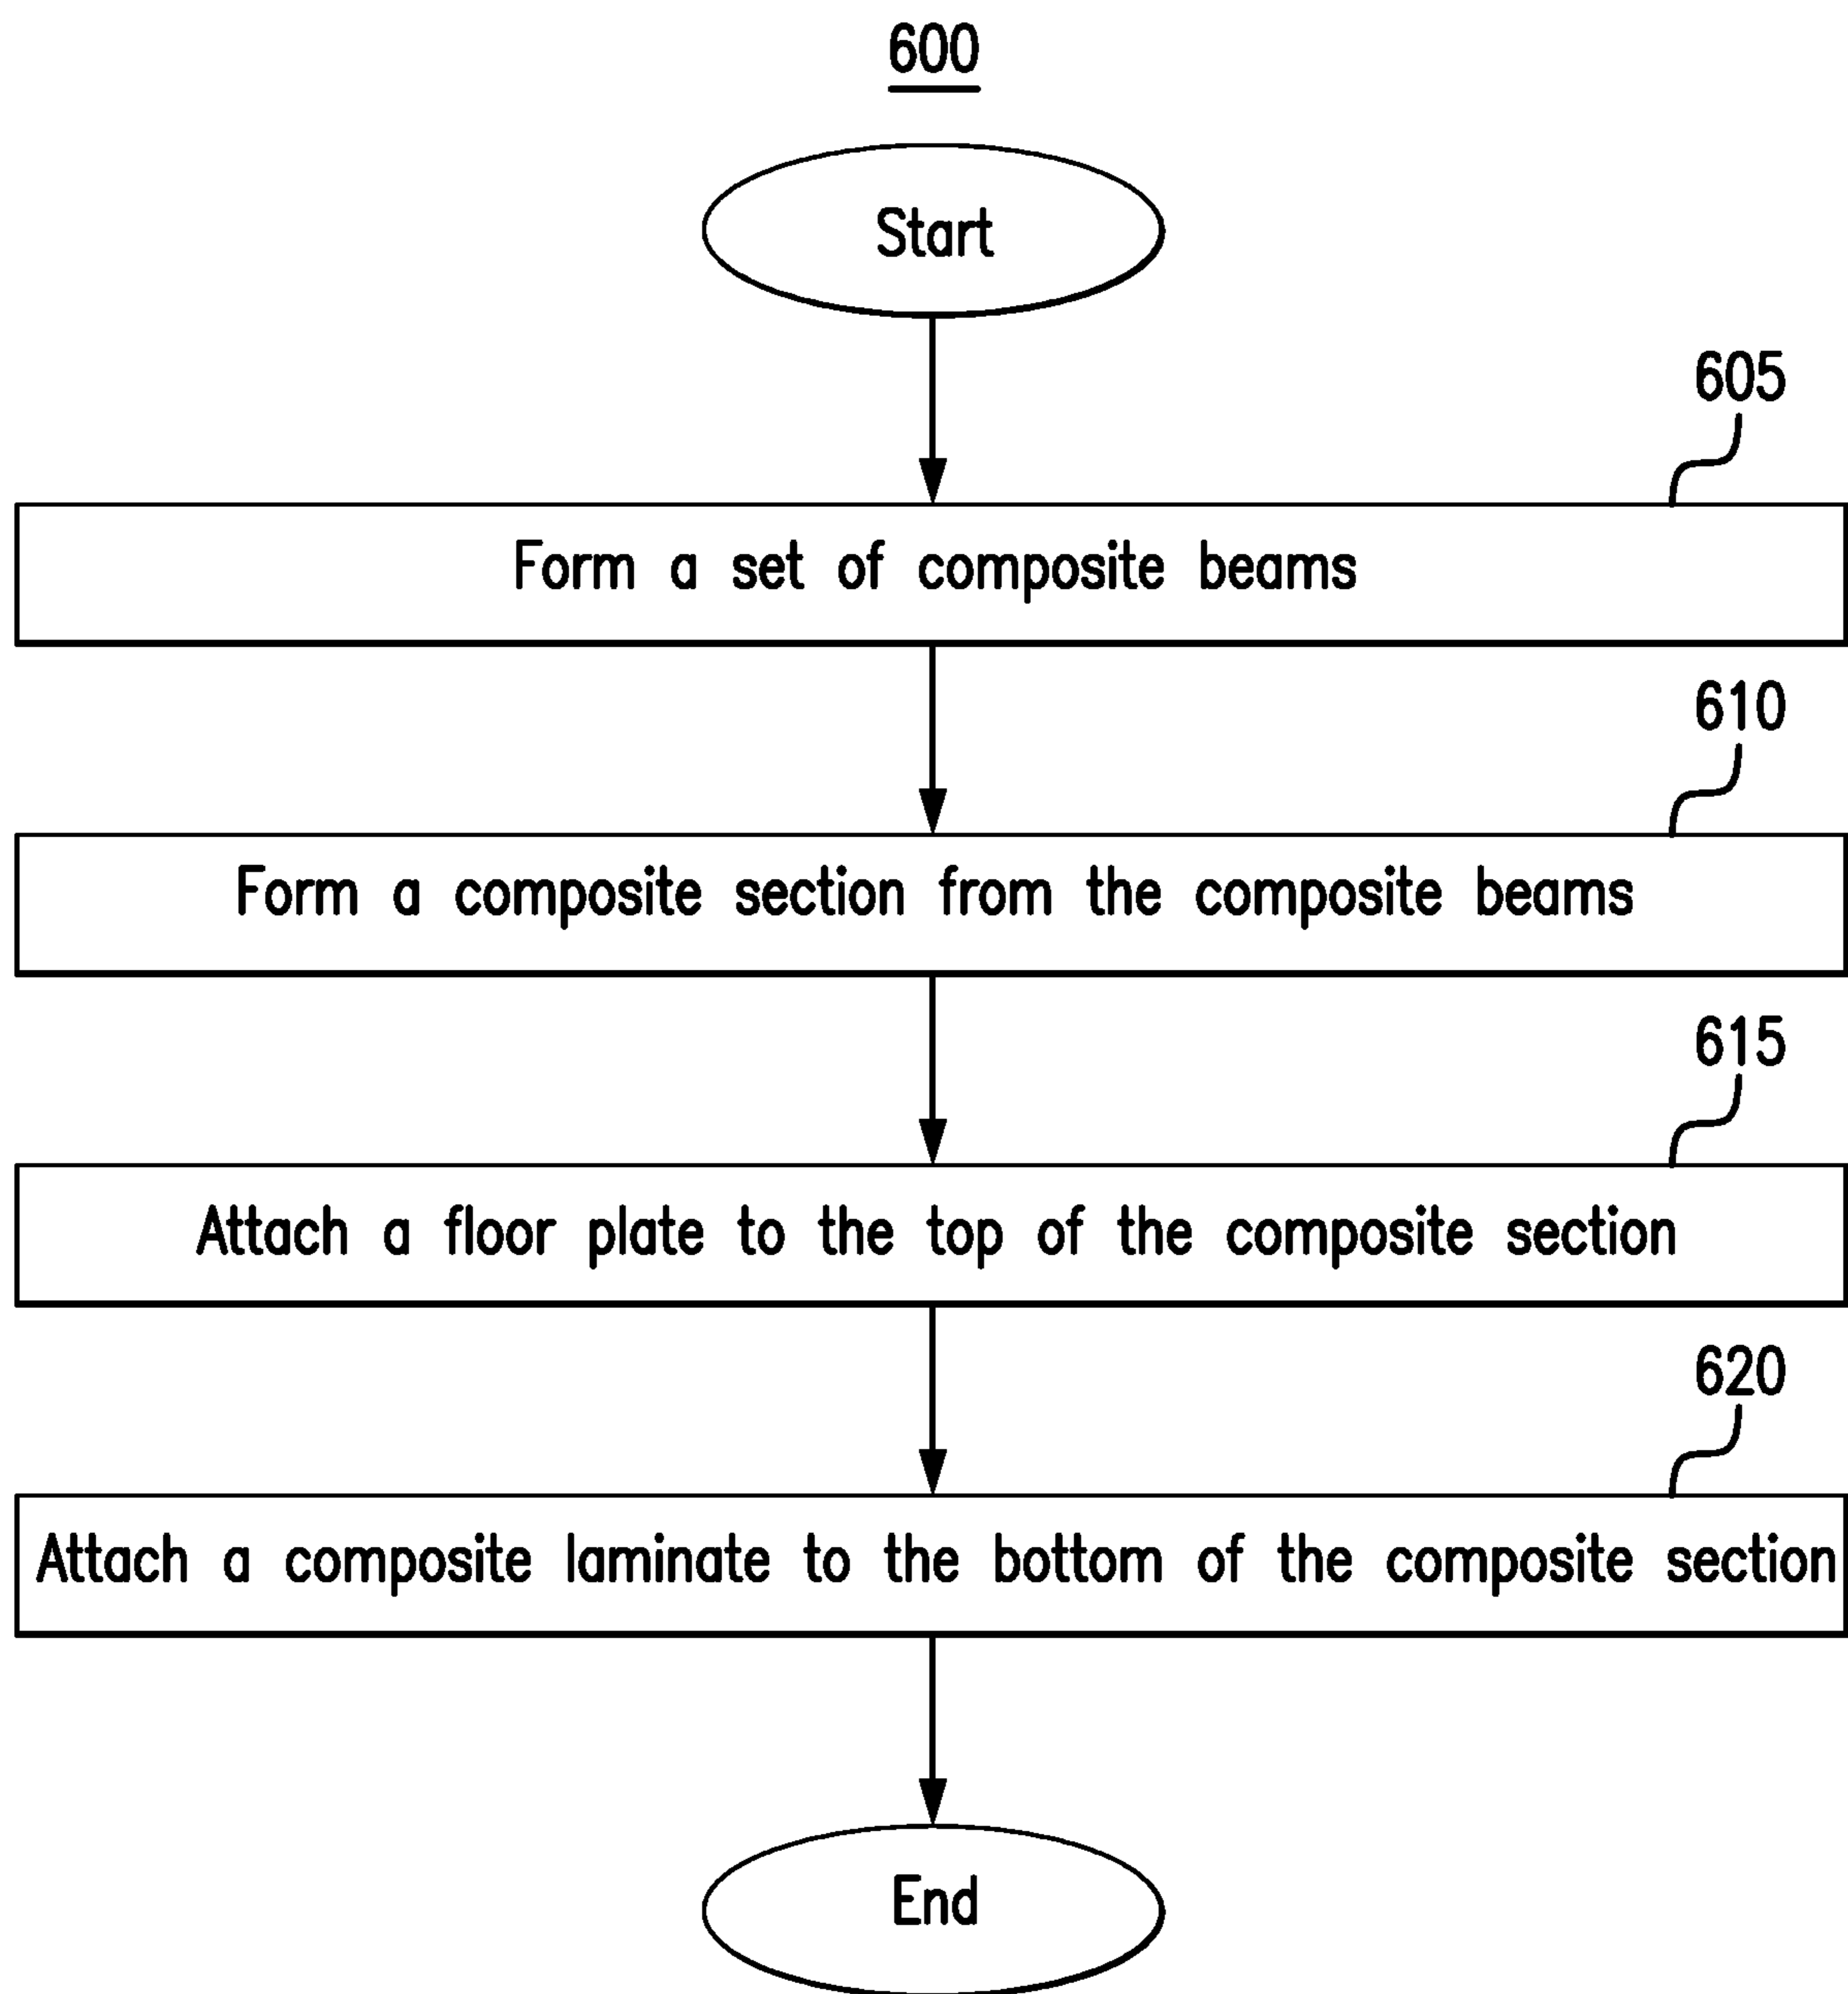 600
Start
605
Form a set of composite beams
610
Form a composite section from the composite beams
615
Attach a floor plate to the top of the composite section
620
Attach a composite laminate to the bottom of the composite section
End